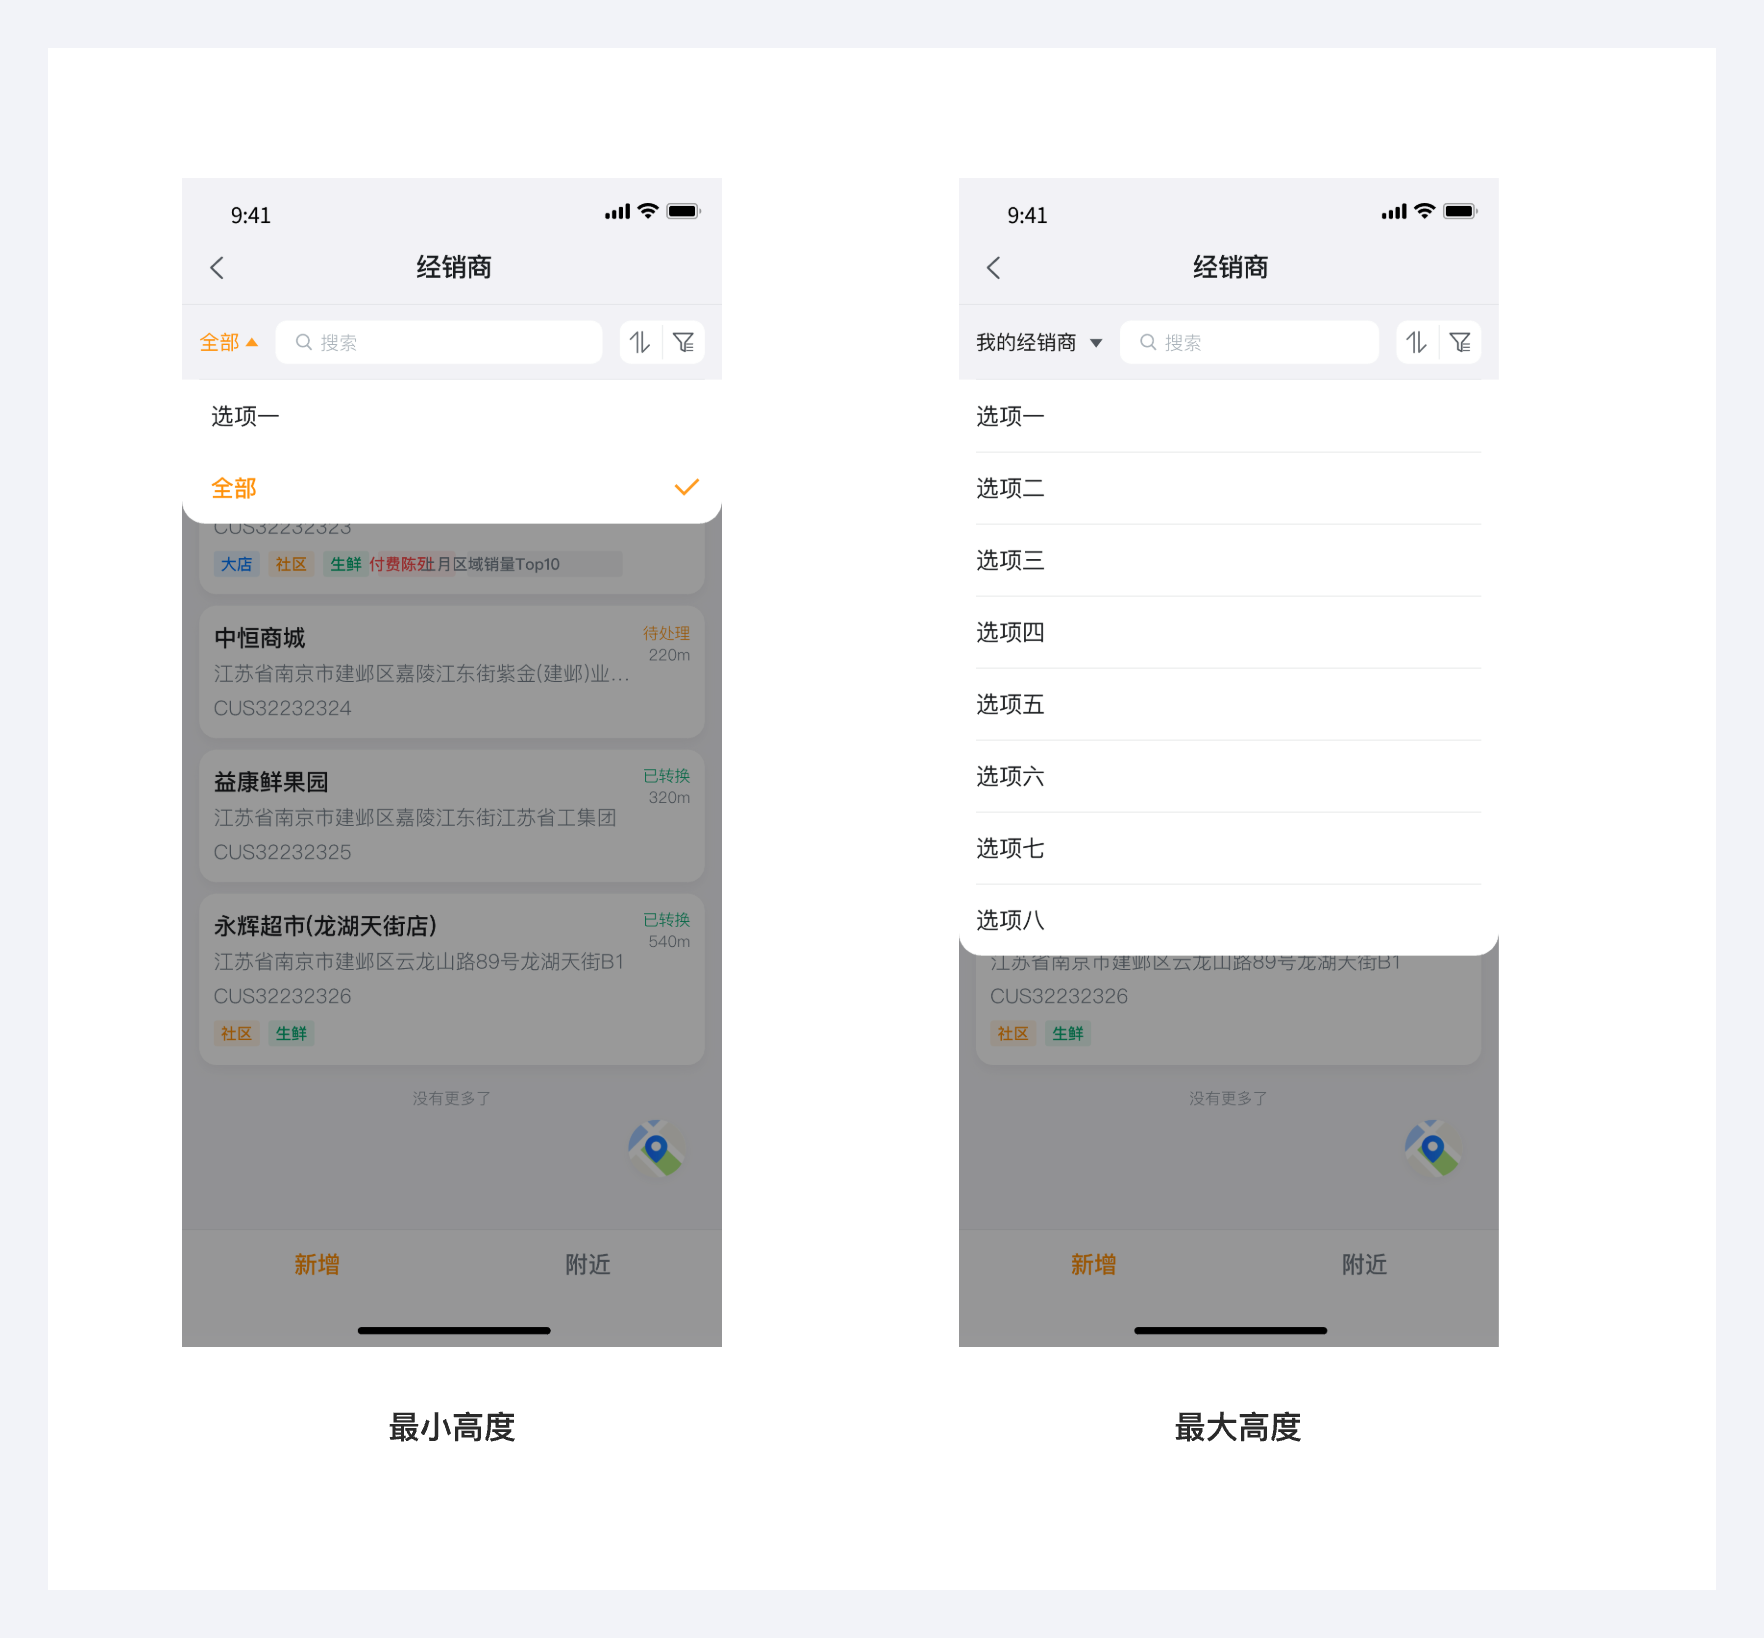 9:41
经销商
全部
搜索
选项一
全部
CUS32232323
大店 社区 生鲜 付费陈列 月区域销量Top10
中恒商城
待处理
220m
江苏省南京市建邺区嘉陵江东街紫金(建邺)业...
CUS32232324
益康鲜果园
已转换
320m
江苏省南京市建邺区嘉陵江东街江苏省工集团
CUS32232325
永辉超市(龙湖天街店)
已转换
540m
江苏省南京市建邺区云龙山路89号龙湖天街B1
CUS32232326
社区 生鲜
没有更多了
新增 附近
最小高度
9:41
经销商
我的经销商
搜索
选项一
选项二
选项三
选项四
选项五
选项六
选项七
选项八
江苏省南京市建邺区云龙山路89号龙湖天街B1
CUS32232326
社区 生鲜
没有更多了
新增 附近
最大高度